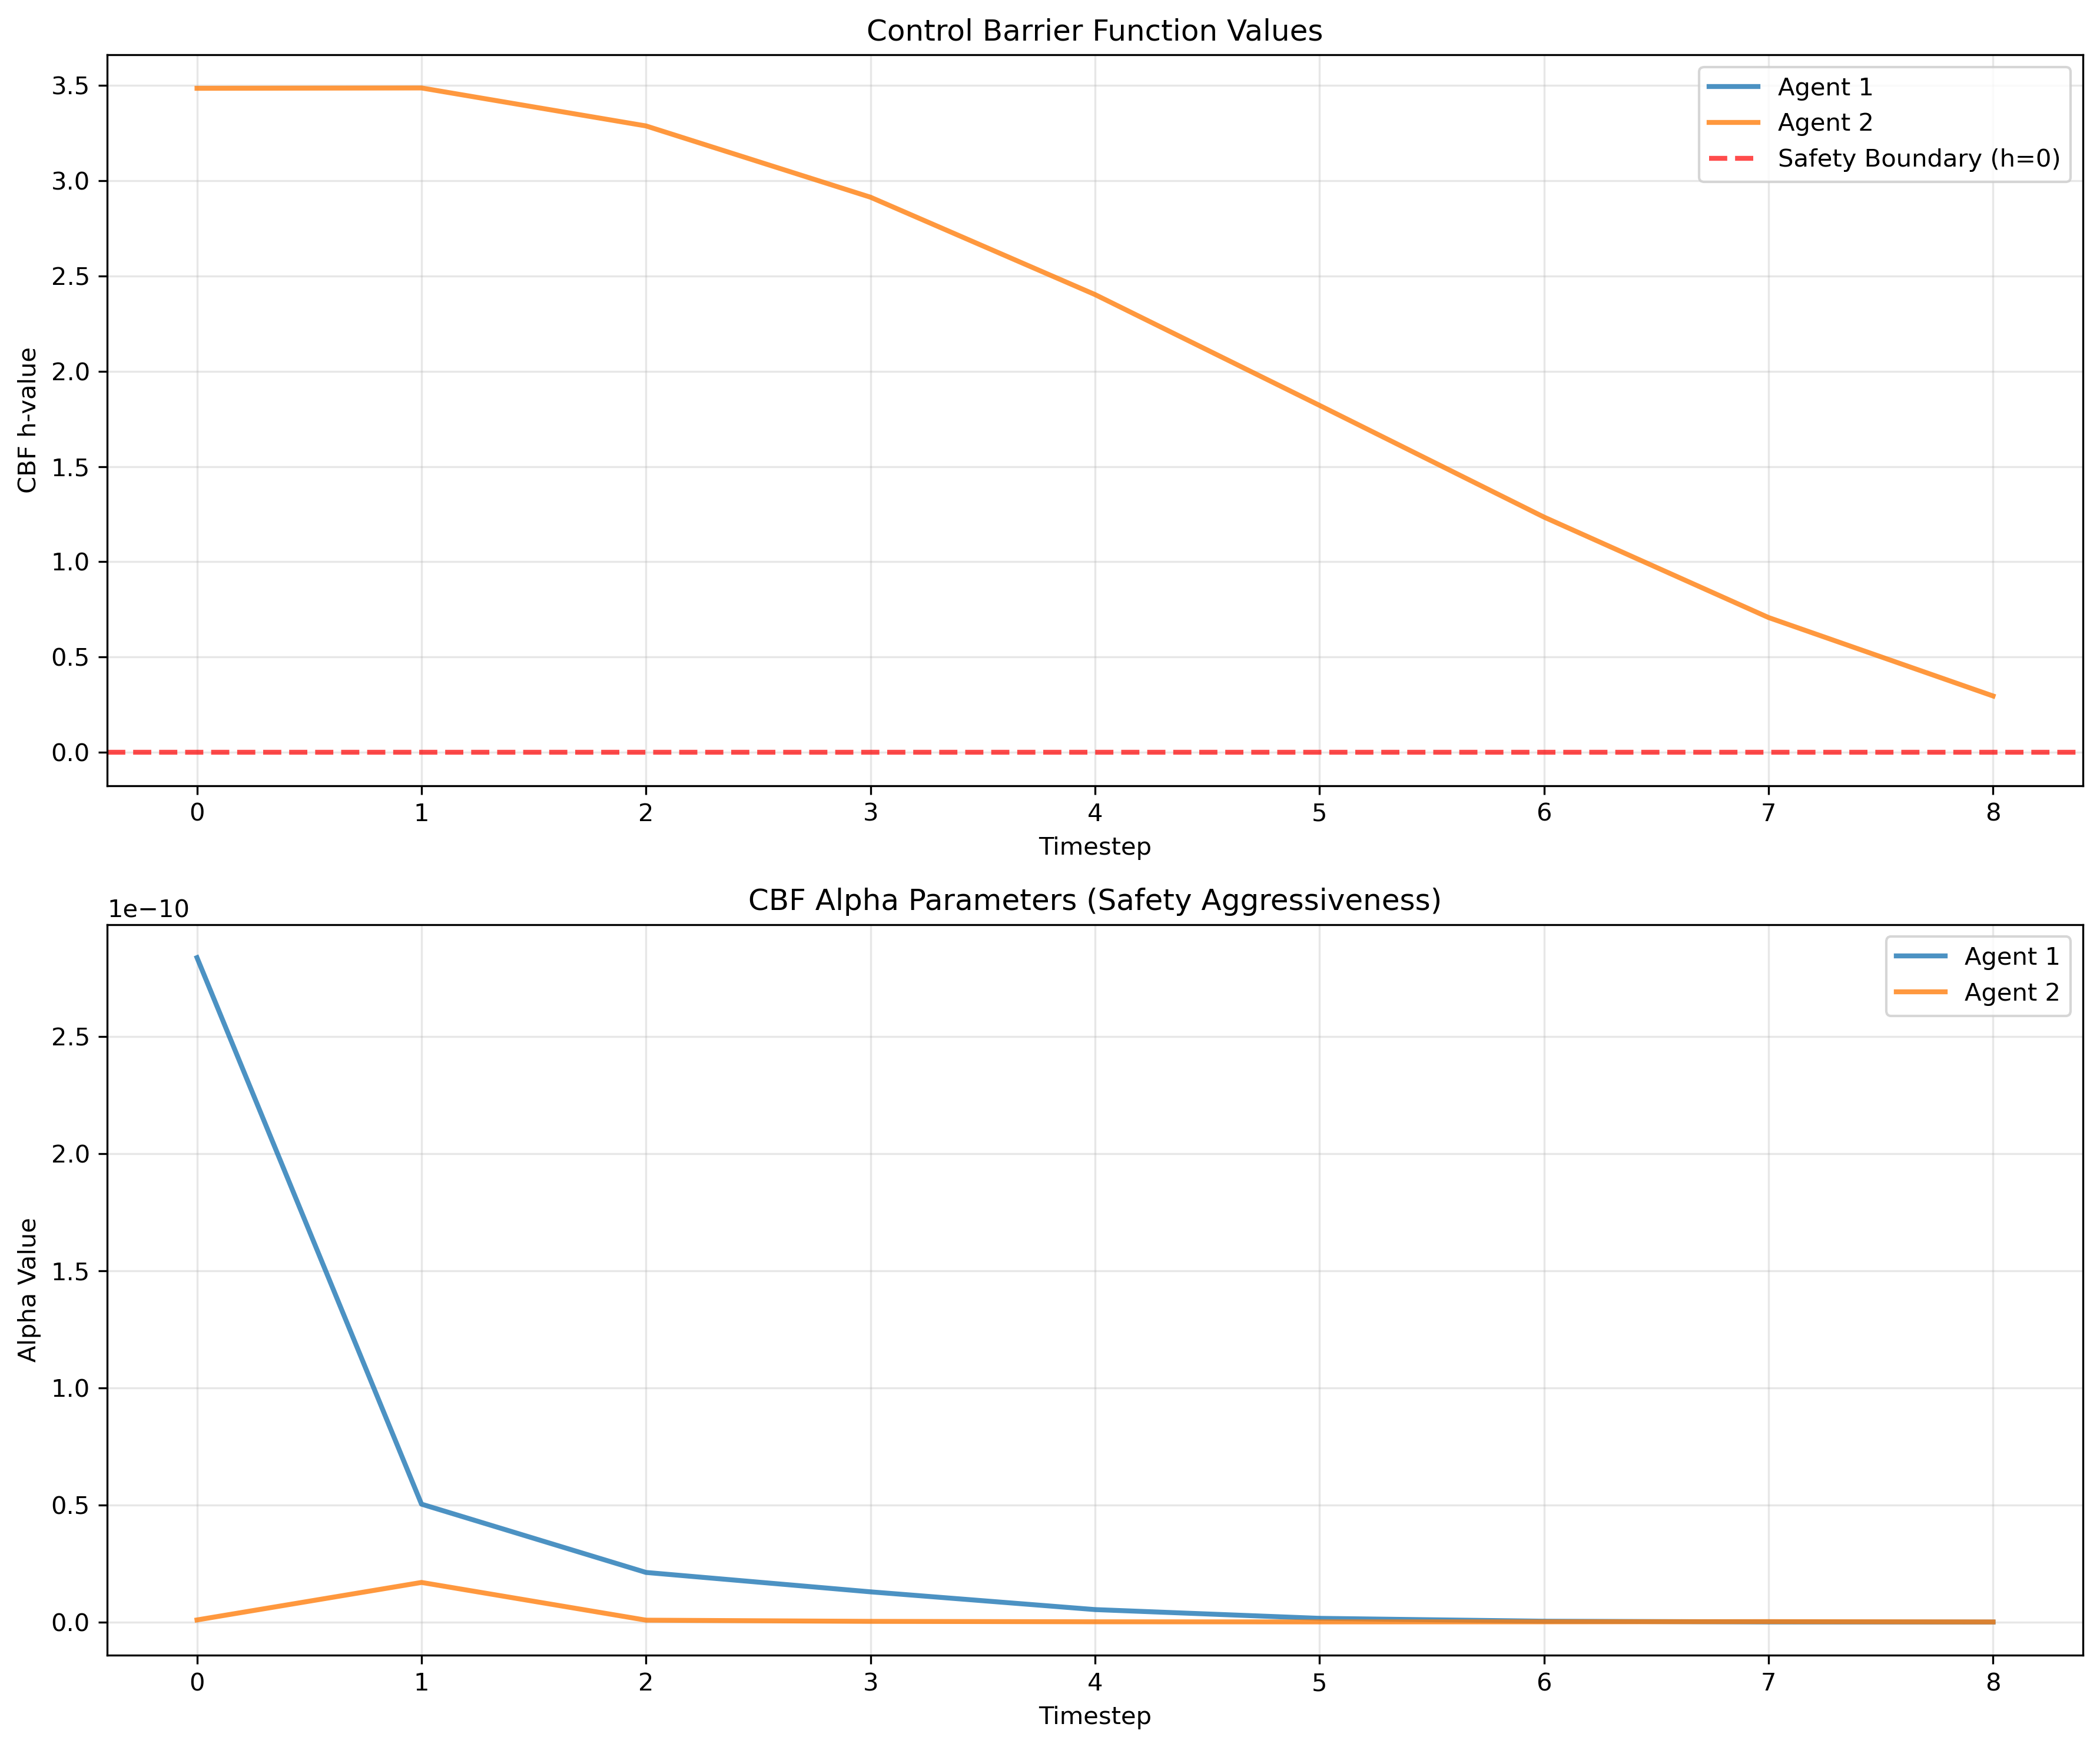 Control Barrier Function Values
3.5
3.0
2.5
2.0
1.5
1.0
0.5
0.0
CBF h-value
Agent 1
Agent 2
Safety Boundary (h=0)
0 1 2 3 4 5 6 7 8
Timestep
CBF Alpha Parameters (Safety Aggressiveness)
1e−10
2.5
2.0
1.5
1.0
0.5
0.0
Alpha Value
Agent 1
Agent 2
0 1 2 3 4 5 6 7 8
Timestep